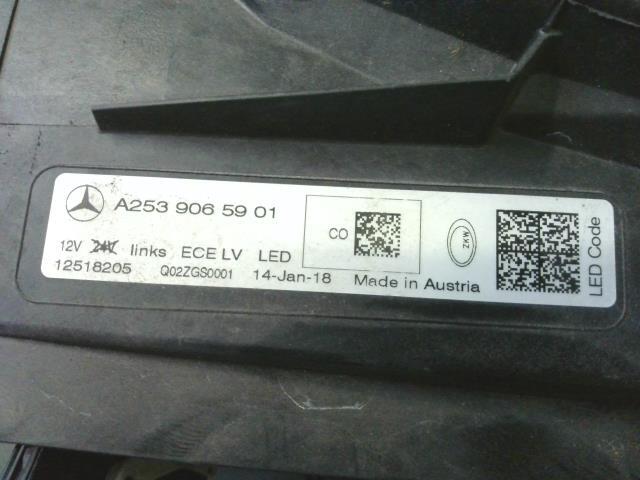 A253 906 59 01
12V 24V links ECE LV LED
12518205 Q02ZGS0001 14-Jan-18 Made in Austria
CO
ZKW
LED Code